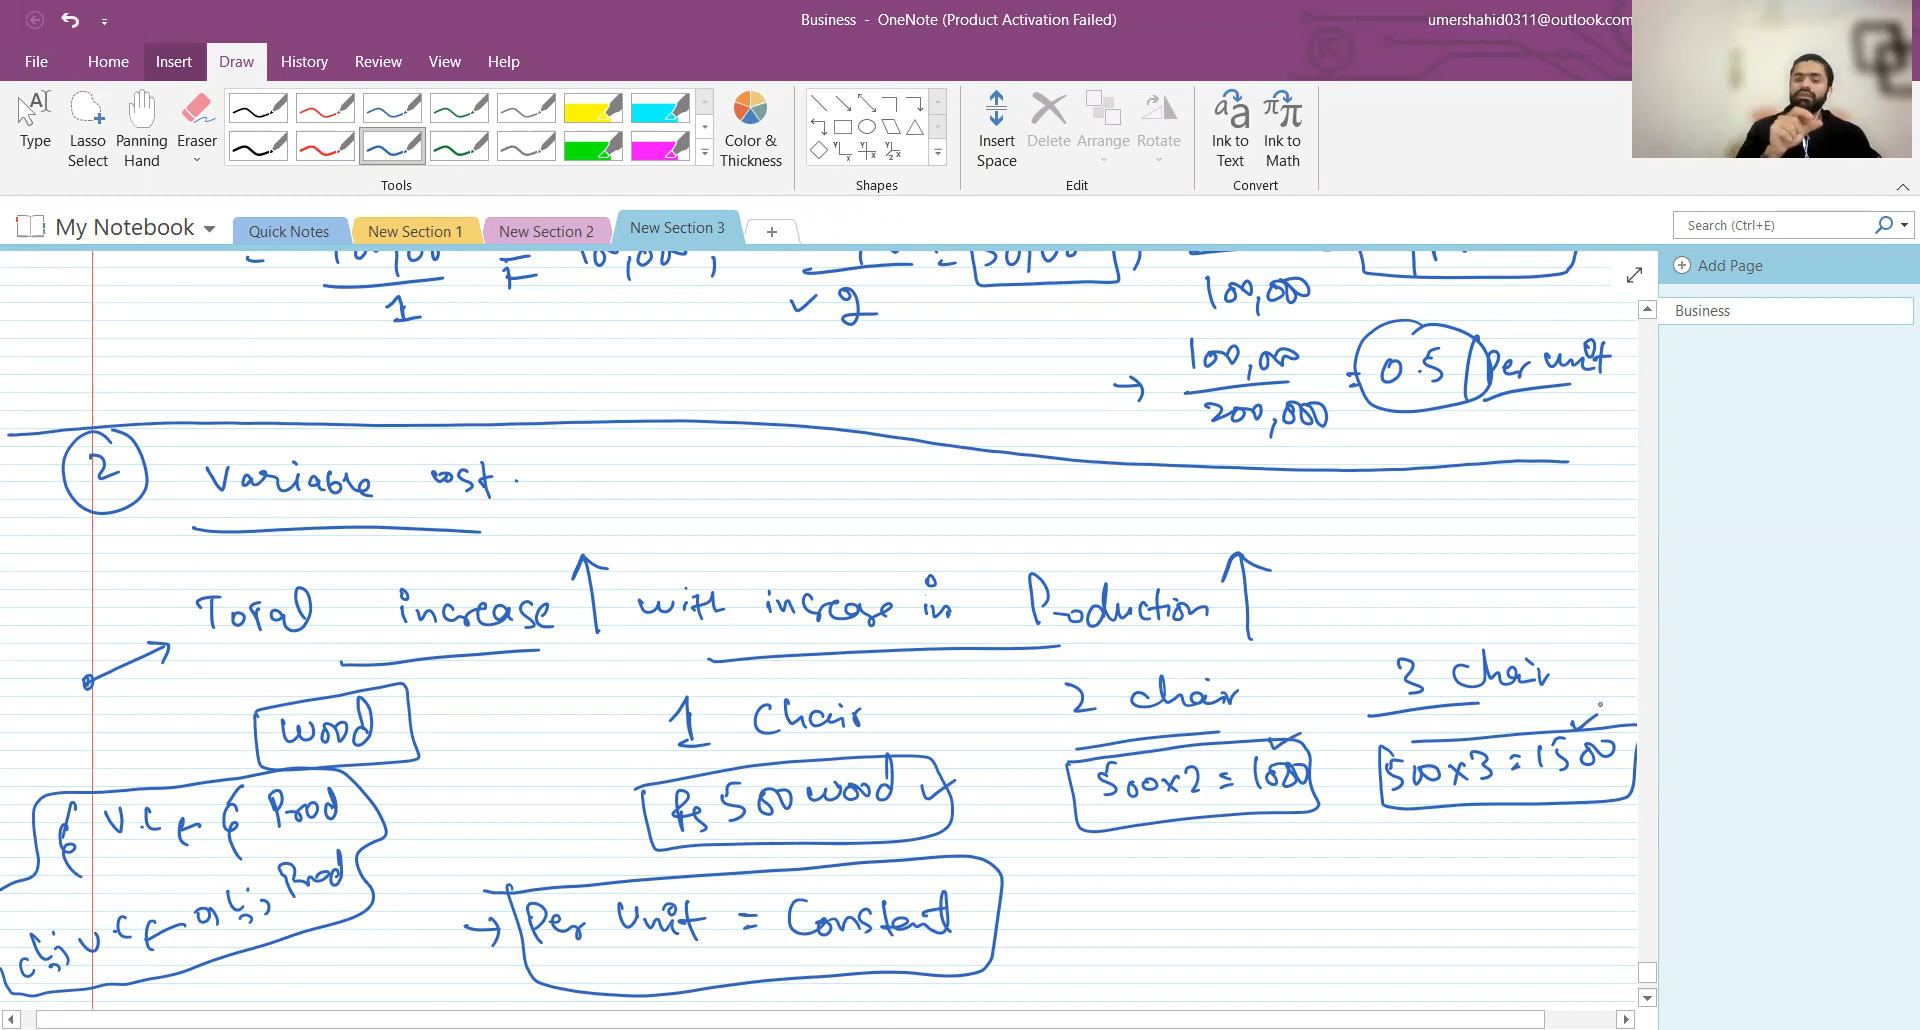 Business - OneNote (Product Activation Failed)
umershahid0311@outlook.com
File Home Insert Draw History Review View Help
Type
Lasso Select
Panning Hand
Eraser
Color & Thickness
Insert Space
Delete
Arrange
Rotate
Ink to Text
Ink to Math
Tools
Shapes
Edit
Convert
My Notebook
Quick Notes
New Section 1
New Section 2
New Section 3
Search (Ctrl+E)
Add Page
Business
1
2
100,000
100,000
200,000
= 0.5 Per unit
2 Variable cost.
Total increase ↑ with increase in Production ↑
wood
1 Chair
2 chair
3 chair
Rs 500 wood ✓
500x2 = 1000
500x3 = 1500
V.C ← Prod
V.C ← Prod
→ Per Unit = Constant